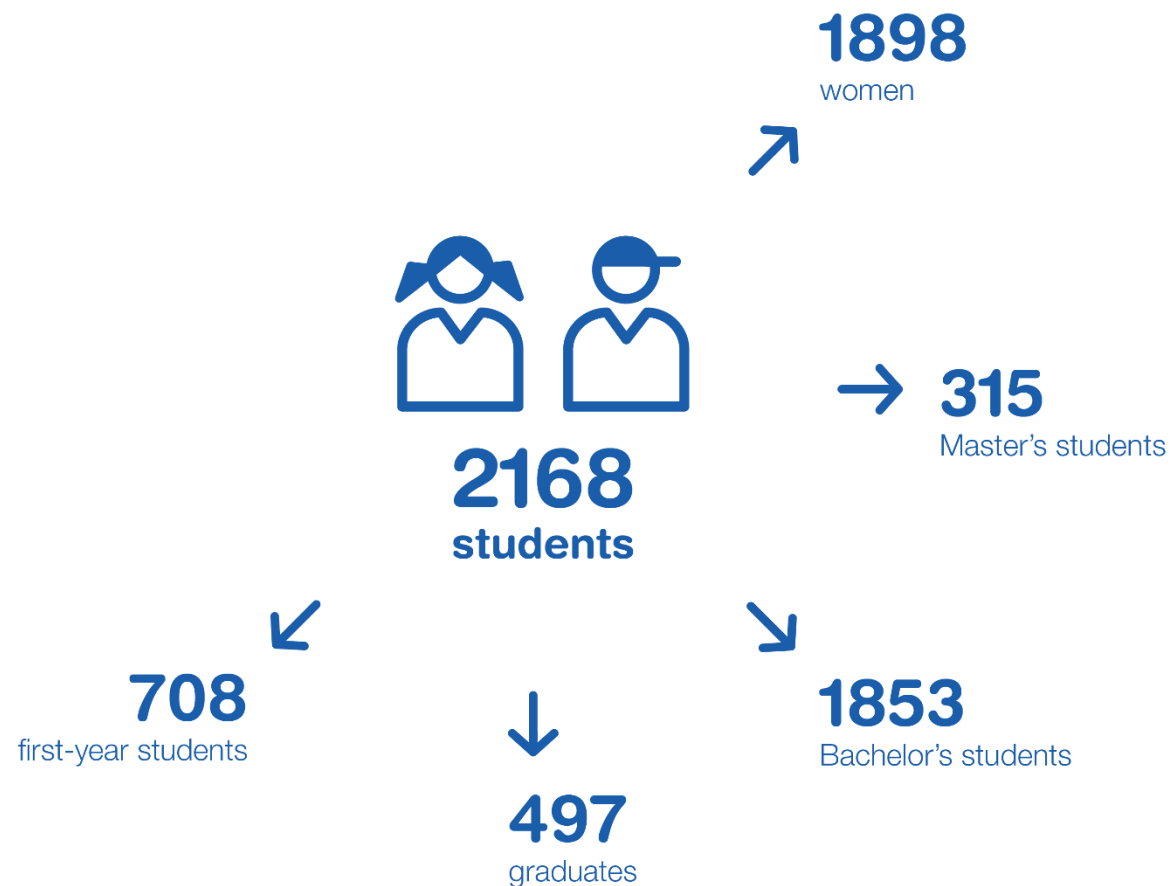 1898
women
315
Master's students
2168
students
708
first-year students
1853
Bachelor's students
497
graduates